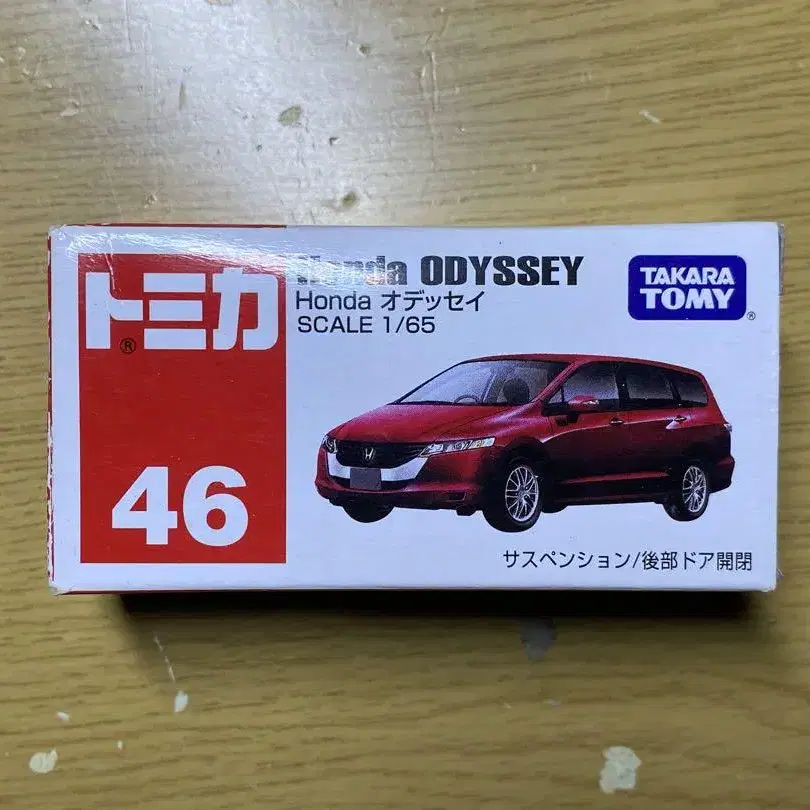 トミカ®
46
Honda ODYSSEY
Honda オデッセイ
SCALE 1/65
TAKARA
TOMY®
サスペンション/後部ドア開閉